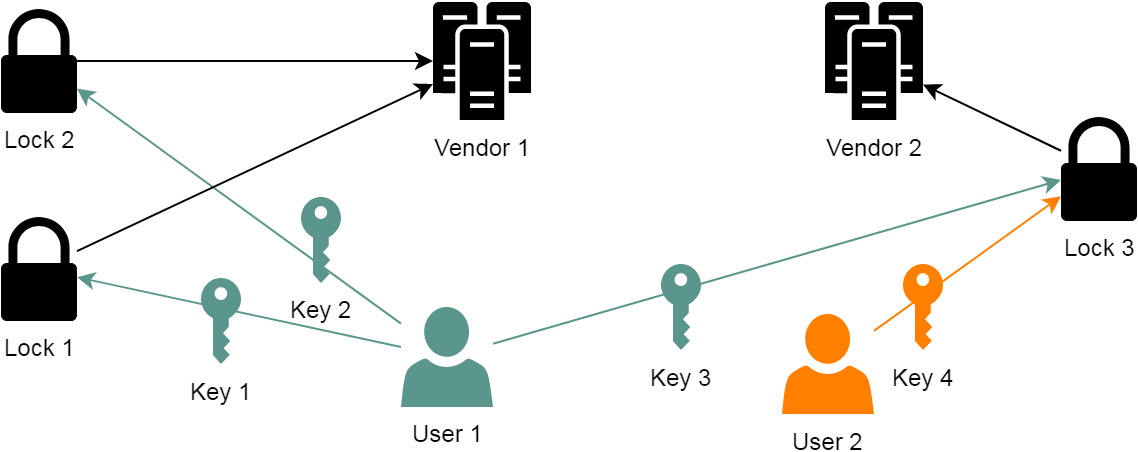 Lock 2
Vendor 1
Vendor 2
Lock 3
Key 2
Lock 1
Key 1
Key 3
Key 4
User 1
User 2